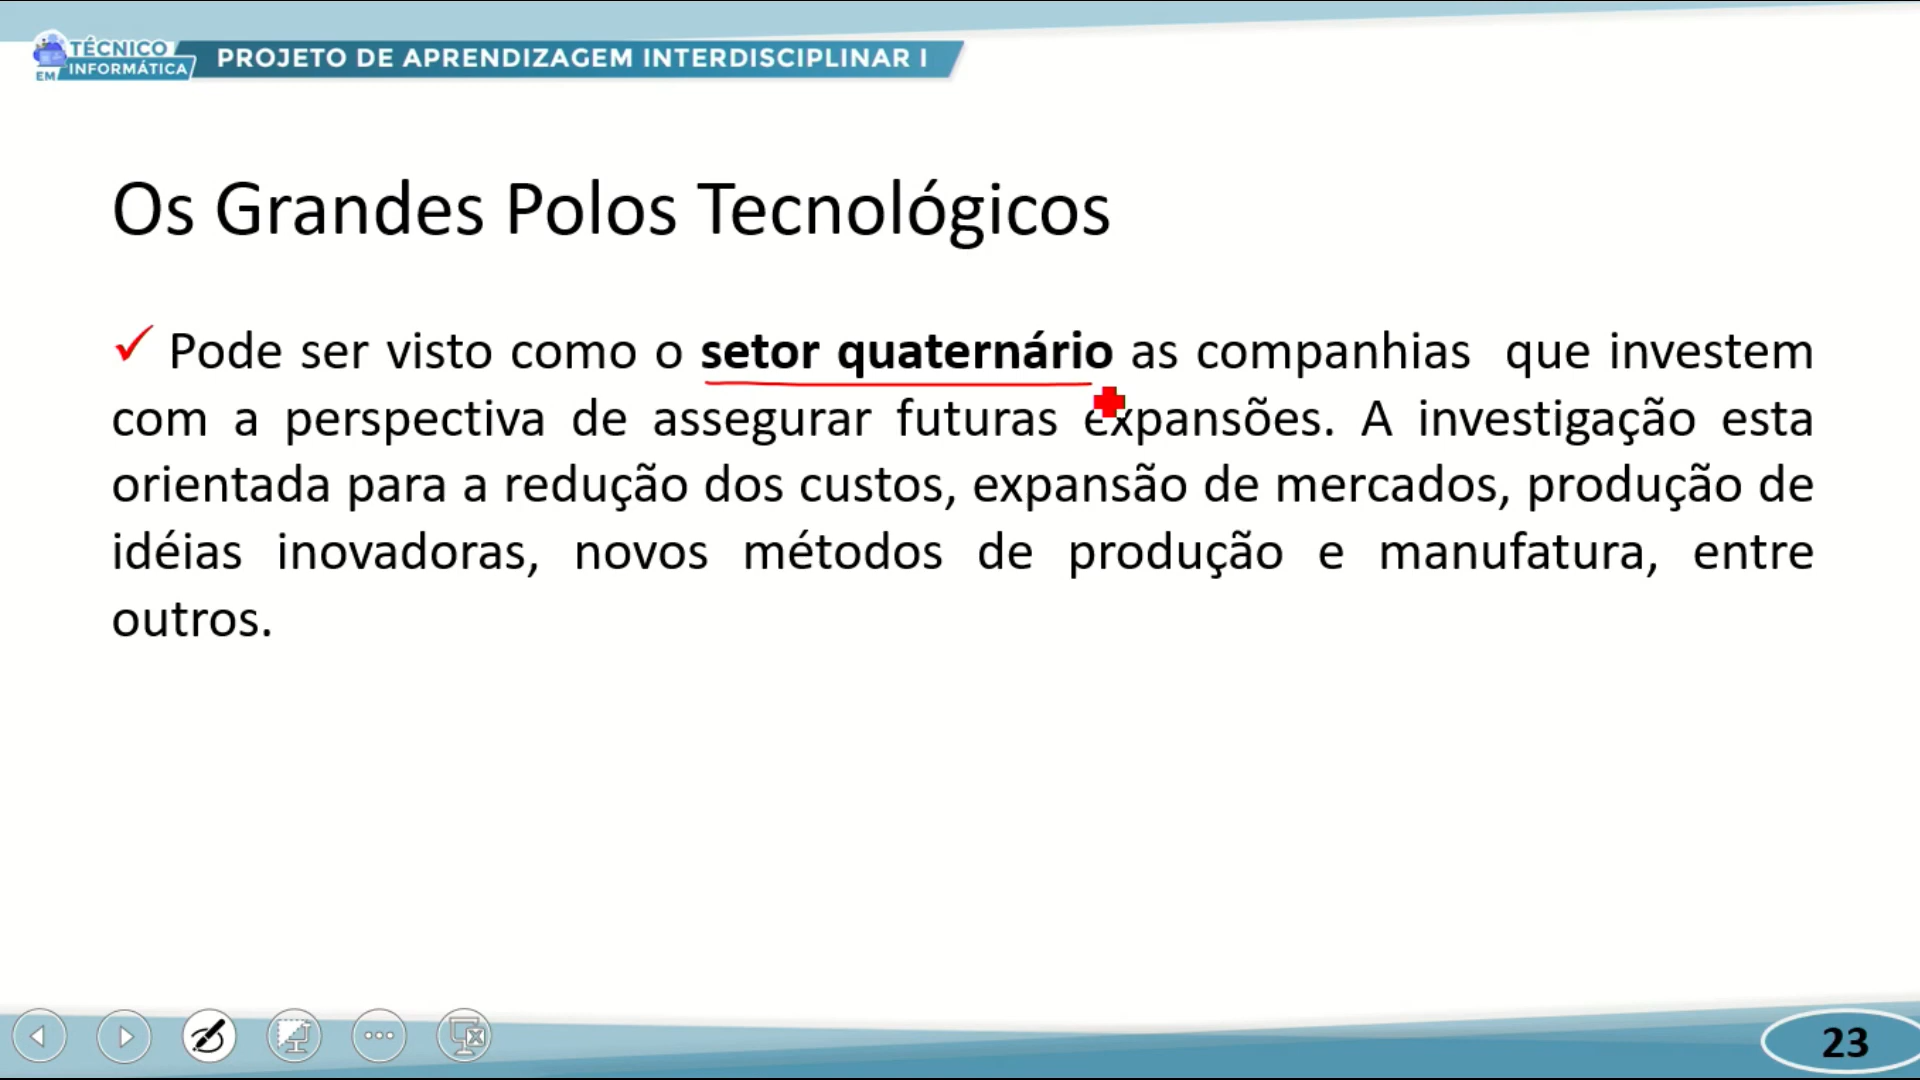 TÉCNICO
EM INFORMÁTICA
PROJETO DE APRENDIZAGEM INTERDISCIPLINAR I
Os Grandes Polos Tecnológicos
✓ Pode ser visto como o setor quaternário as companhias que investem
com a perspectiva de assegurar futuras expansões. A investigação esta
orientada para a redução dos custos, expansão de mercados, produção de
idéias inovadoras, novos métodos de produção e manufatura, entre
outros.
23